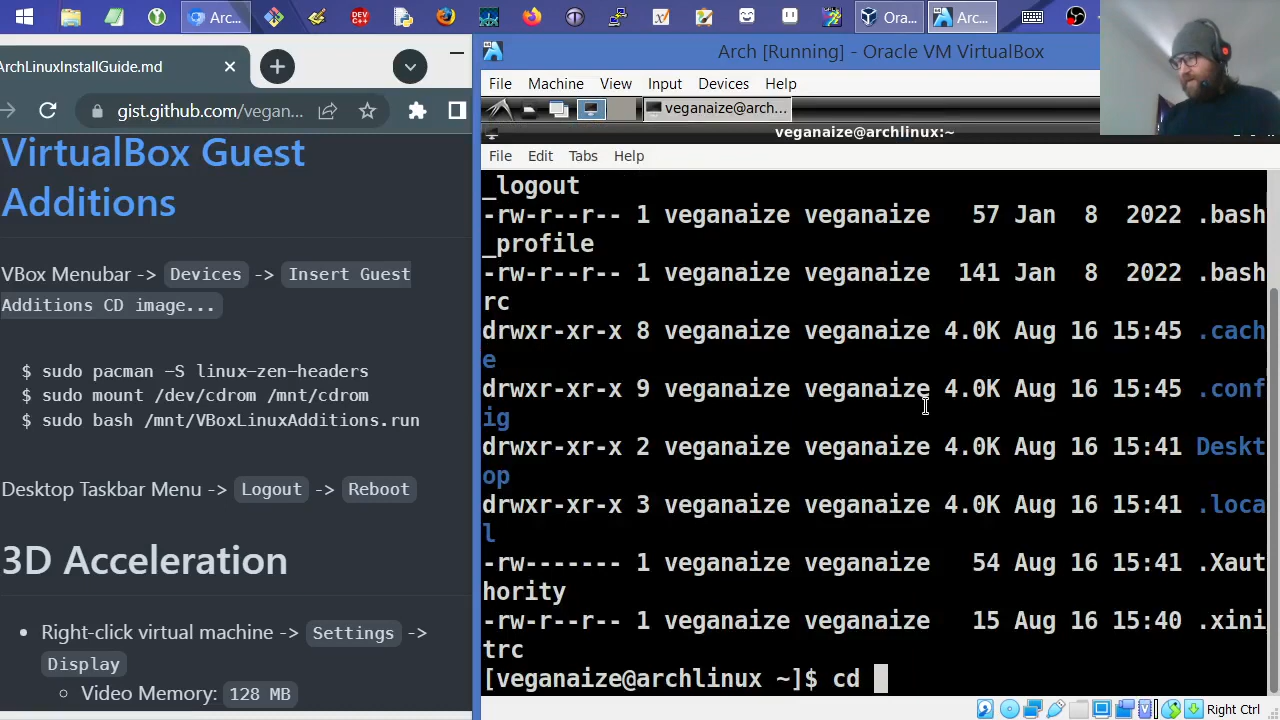 Arc...
DEV C++
Ora...
Arc...
ArchLinuxInstallGuide.md
gist.github.com/vegan...
VirtualBox Guest
Additions
VBox Menubar -> Devices -> Insert Guest
Additions CD image...
$ sudo pacman -S linux-zen-headers
$ sudo mount /dev/cdrom /mnt/cdrom
$ sudo bash /mnt/VBoxLinuxAdditions.run
Desktop Taskbar Menu -> Logout -> Reboot
3D Acceleration
Right-click virtual machine -> Settings ->
Display
Video Memory: 128 MB
Arch [Running] - Oracle VM VirtualBox
File Machine View Input Devices Help
veganaize@arch...
veganaize@archlinux:~
File Edit Tabs Help
_logout
-rw-r--r-- 1 veganaize veganaize 57 Jan 8 2022 .bash
_profile
-rw-r--r-- 1 veganaize veganaize 141 Jan 8 2022 .bash
rc
drwxr-xr-x 8 veganaize veganaize 4.0K Aug 16 15:45 .cach
e
drwxr-xr-x 9 veganaize veganaize 4.0K Aug 16 15:45 .conf
ig
drwxr-xr-x 2 veganaize veganaize 4.0K Aug 16 15:41 Deskt
op
drwxr-xr-x 3 veganaize veganaize 4.0K Aug 16 15:41 .loca
l
-rw------- 1 veganaize veganaize 54 Aug 16 15:41 .Xaut
hority
-rw-r--r-- 1 veganaize veganaize 15 Aug 16 15:40 .xini
trc
[veganaize@archlinux ~]$ cd
Right Ctrl